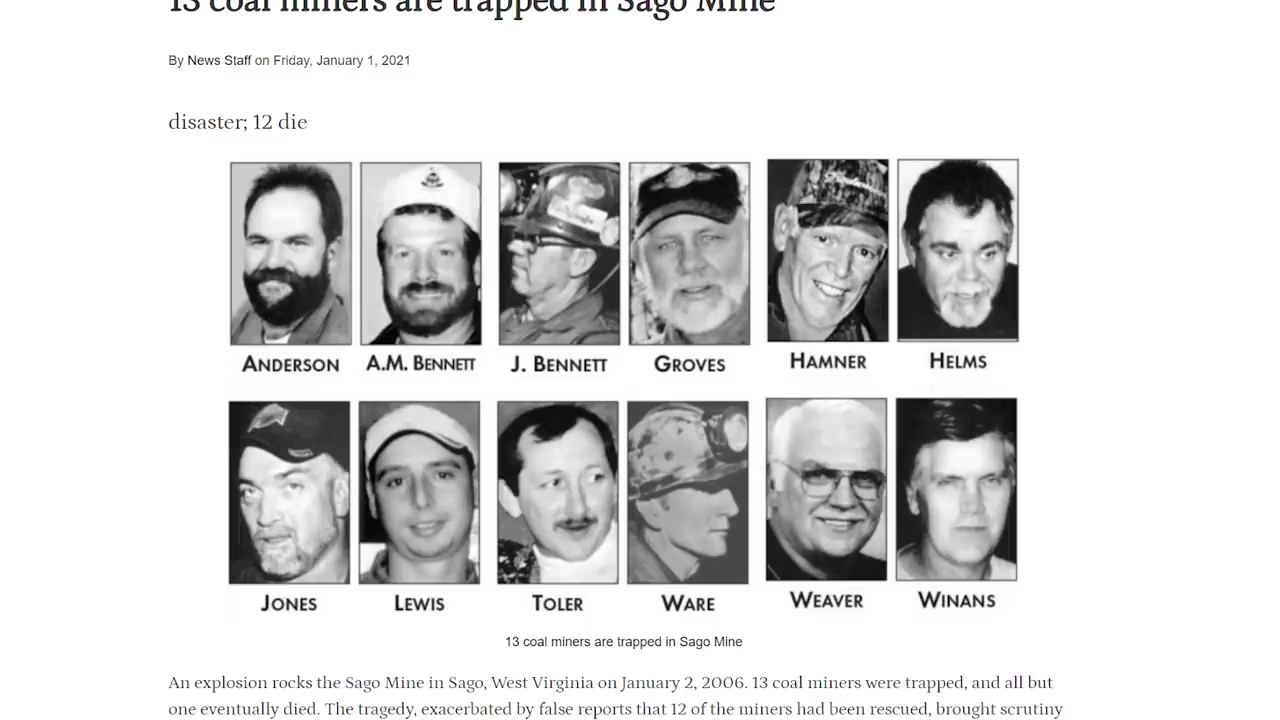 13 coal miners are trapped in Sago Mine
By News Staff on Friday, January 1, 2021
disaster; 12 die
ANDERSON A.M. BENNETT J. BENNETT GROVES HAMNER HELMS
JONES LEWIS TOLER WARE WEAVER WINANS
13 coal miners are trapped in Sago Mine
An explosion rocks the Sago Mine in Sago, West Virginia on January 2, 2006. 13 coal miners were trapped, and all but
one eventually died. The tragedy, exacerbated by false reports that 12 of the miners had been rescued, brought scrutiny